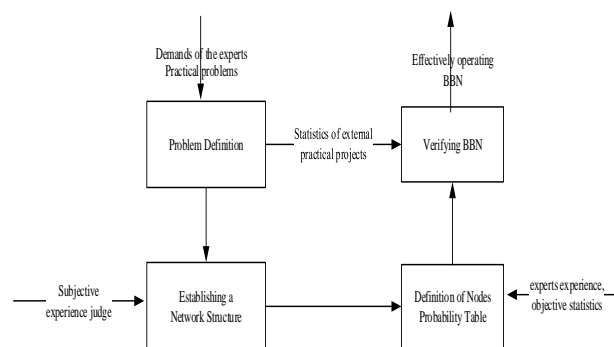 Demands of the experts
Practical problems
Effectively operating
BBN
Problem Definition
Statistics of external
practical projects
Verifying BBN
Subjective
experience judge
Establishing a
Network Structure
Definition of Nodes
Probability Table
experts experience,
objective statistics